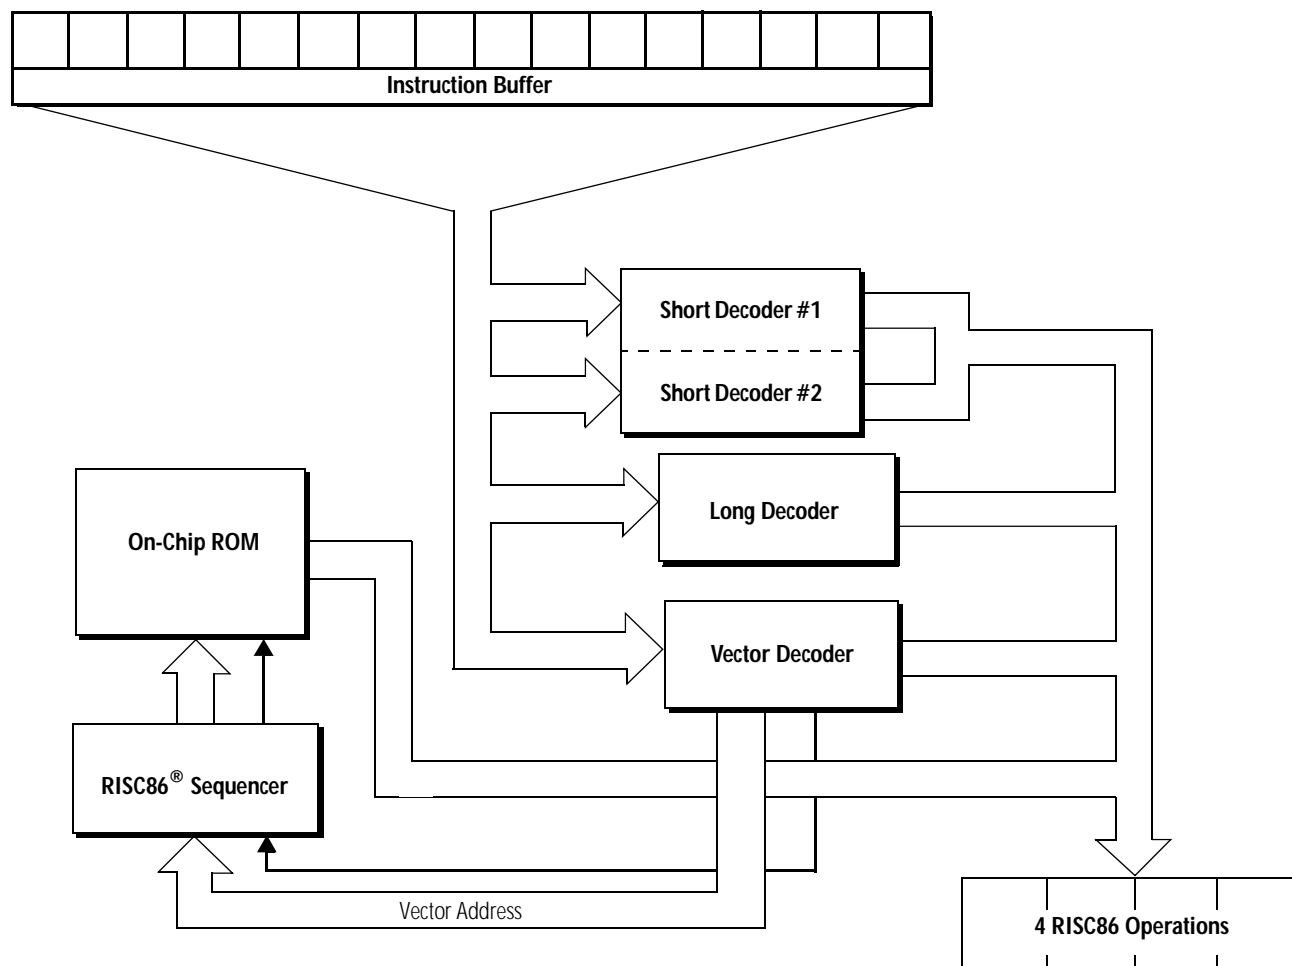 Instruction Buffer
Short Decoder #1
Short Decoder #2
Long Decoder
On-Chip ROM
Vector Decoder
RISC86® Sequencer
Vector Address
4 RISC86 Operations